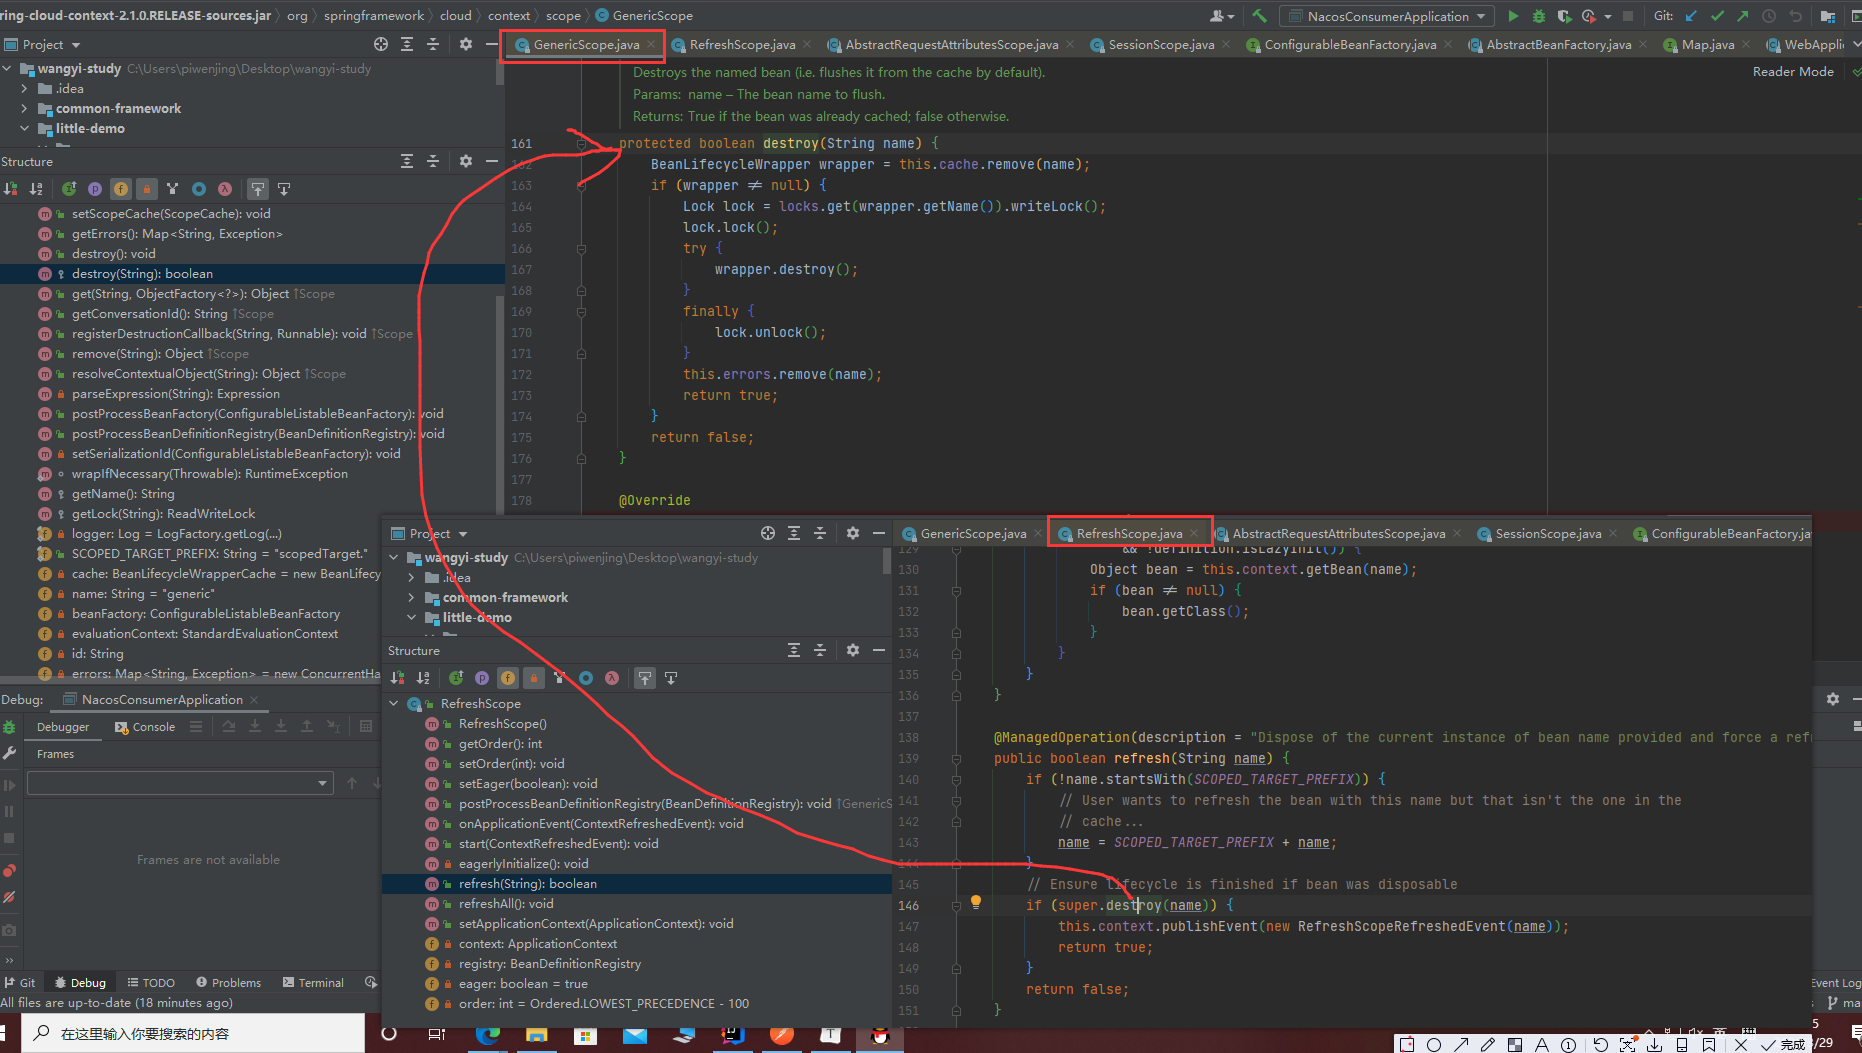 ring-cloud-context-2.1.0.RELEASE-sources.jar › org › springframework › cloud › context › scope › GenericScope
NacosConsumerApplication
Git:
Project
GenericScope.java
RefreshScope.java
AbstractRequestAttributesScope.java
SessionScope.java
ConfigurableBeanFactory.java
AbstractBeanFactory.java
Map.java
WebAppli
wangyi-study C:\Users\piwenjing\Desktop\wangyi-study
.idea
common-framework
little-demo
Structure
setScopeCache(ScopeCache): void
getErrors(): Map<String, Exception>
destroy(): void
destroy(String): boolean
get(String, ObjectFactory<?>): Object ↑Scope
getConversationId(): String ↑Scope
registerDestructionCallback(String, Runnable): void ↑Scope
remove(String): Object ↑Scope
resolveContextualObject(String): Object ↑Scope
parseExpression(String): Expression
postProcessBeanFactory(ConfigurableListableBeanFactory): void
postProcessBeanDefinitionRegistry(BeanDefinitionRegistry): void
setSerializationId(ConfigurableListableBeanFactory): void
wrapIfNecessary(Throwable): RuntimeException
getName(): String
getLock(String): ReadWriteLock
logger: Log = LogFactory.getLog(...)
SCOPED_TARGET_PREFIX: String = "scopedTarget."
cache: BeanLifecycleWrapperCache = new BeanLifecy
name: String = "generic"
beanFactory: ConfigurableListableBeanFactory
evaluationContext: StandardEvaluationContext
id: String
errors: Map<String, Exception> = new ConcurrentHa
Reader Mode
Destroys the named bean (i.e. flushes it from the cache by default).
Params: name – The bean name to flush.
Returns: True if the bean was already cached; false otherwise.
161 protected boolean destroy(String name) {
162 BeanLifecycleWrapper wrapper = this.cache.remove(name);
163 if (wrapper ≠ null) {
164 Lock lock = locks.get(wrapper.getName()).writeLock();
165 lock.lock();
166 try {
167 wrapper.destroy();
168 }
169 finally {
170 lock.unlock();
171 }
172 this.errors.remove(name);
173 return true;
174 }
175 return false;
176 }
177
178 @Override
Project
GenericScope.java
RefreshScope.java
AbstractRequestAttributesScope.java
SessionScope.java
ConfigurableBeanFactory.jav
wangyi-study C:\Users\piwenjing\Desktop\wangyi-study
.idea
common-framework
little-demo
Structure
RefreshScope
RefreshScope()
getOrder(): int
setOrder(int): void
setEager(boolean): void
postProcessBeanDefinitionRegistry(BeanDefinitionRegistry): void ↑GenericS
onApplicationEvent(ContextRefreshedEvent): void
start(ContextRefreshedEvent): void
eagerlyInitialize(): void
refresh(String): boolean
refreshAll(): void
setApplicationContext(ApplicationContext): void
context: ApplicationContext
registry: BeanDefinitionRegistry
eager: boolean = true
order: int = Ordered.LOWEST_PRECEDENCE - 100
129 && !definition.isLazyInit()) {
130 Object bean = this.context.getBean(name);
131 if (bean ≠ null) {
132 bean.getClass();
133 }
134 }
135 }
136 }
137
138 @ManagedOperation(description = "Dispose of the current instance of bean name provided and force a refr
139 public boolean refresh(String name) {
140 if (!name.startsWith(SCOPED_TARGET_PREFIX)) {
141 // User wants to refresh the bean with this name but that isn't the one in the
142 // cache...
143 name = SCOPED_TARGET_PREFIX + name;
144 }
145 // Ensure lifecycle is finished if bean was disposable
146 if (super.destroy(name)) {
147 this.context.publishEvent(new RefreshScopeRefreshedEvent(name));
148 return true;
149 }
150 return false;
151 }
Debug: NacosConsumerApplication
Debugger
Console
Frames
Frames are not available
Git
Debug
TODO
Problems
Terminal
Event Log
All files are up-to-date (18 minutes ago)
ma
在这里输入你要搜索的内容
英
5
/29
完成